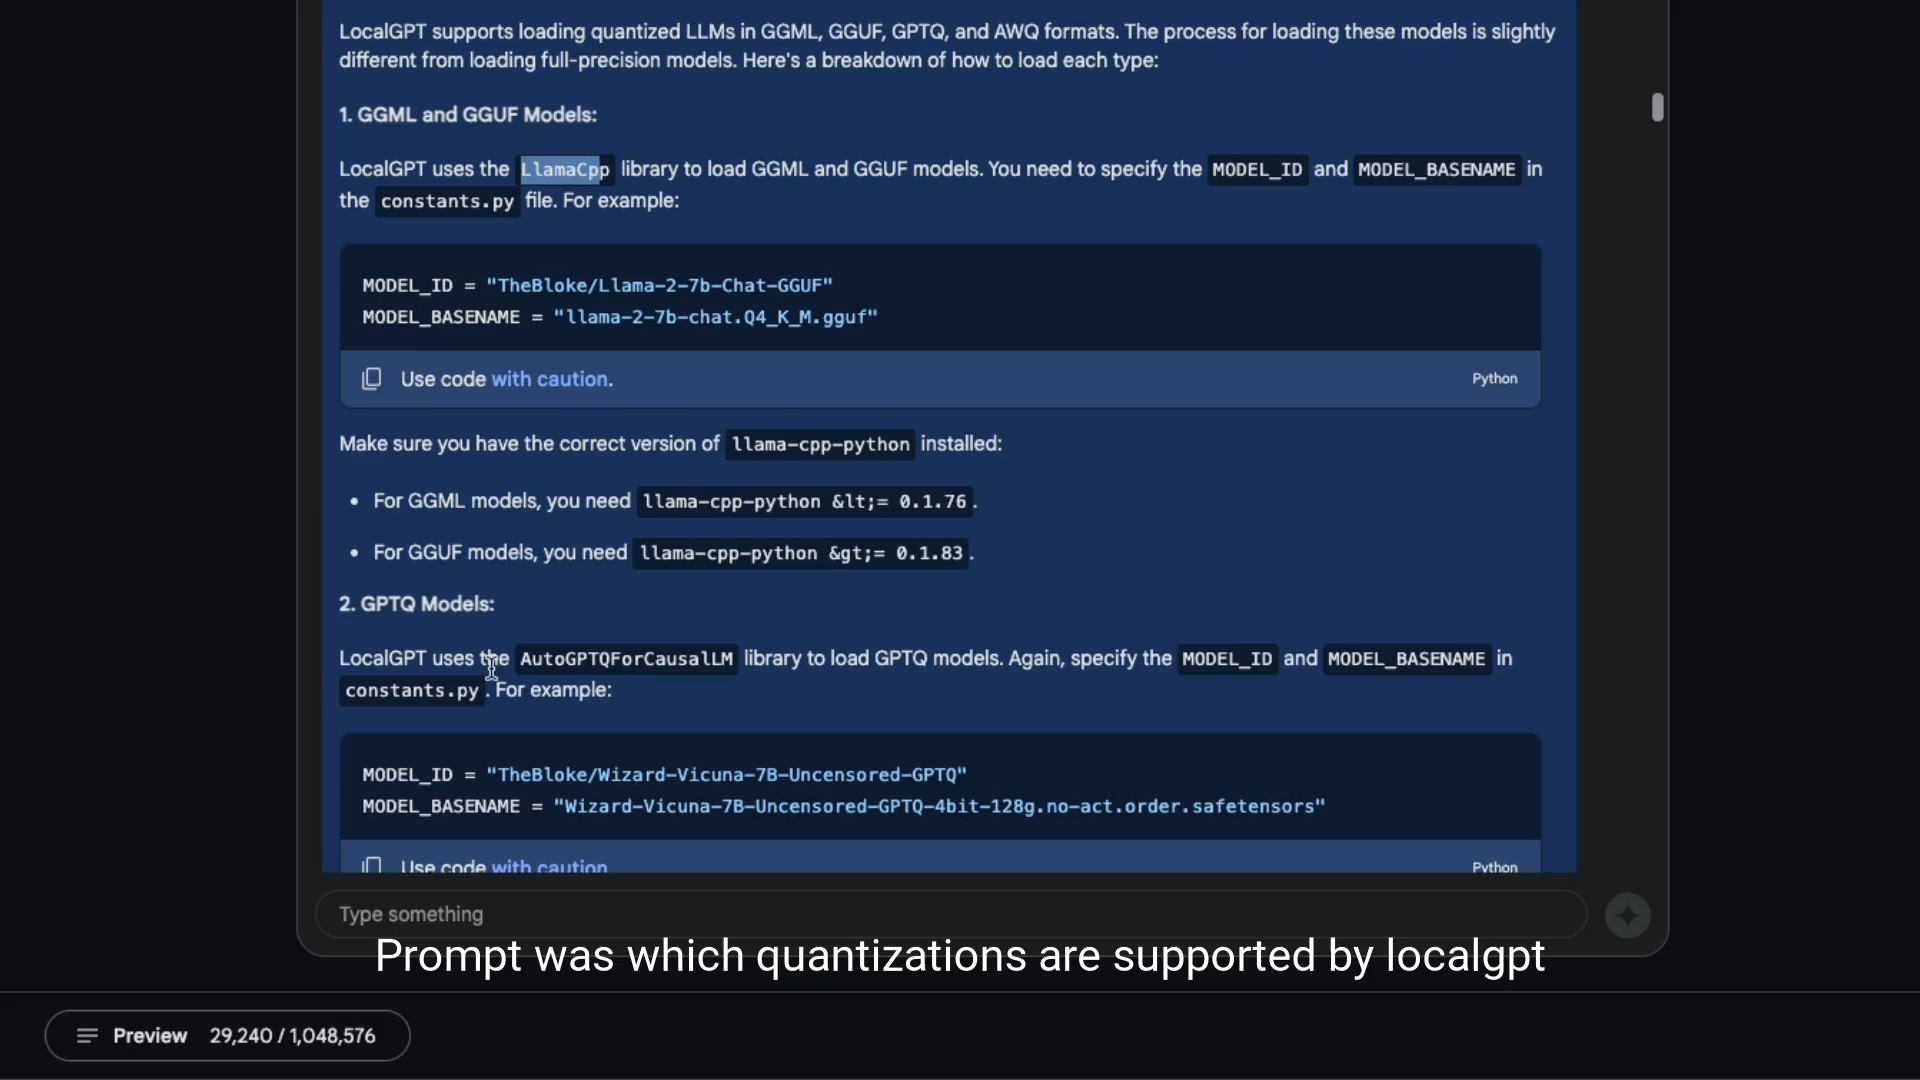 LocalGPT supports loading quantized LLMs in GGML, GGUF, GPTQ, and AWQ formats. The process for loading these models is slightly
different from loading full-precision models. Here's a breakdown of how to load each type:
1. GGML and GGUF Models:
LocalGPT uses the LlamaCpp library to load GGML and GGUF models. You need to specify the MODEL_ID and MODEL_BASENAME in
the constants.py file. For example:
MODEL_ID = "TheBloke/Llama-2-7b-Chat-GGUF"
MODEL_BASENAME = "llama-2-7b-chat.Q4_K_M.gguf"
Use code with caution. Python
Make sure you have the correct version of llama-cpp-python installed:
• For GGML models, you need llama-cpp-python &lt;= 0.1.76.
• For GGUF models, you need llama-cpp-python &gt;= 0.1.83.
2. GPTQ Models:
LocalGPT uses the AutoGPTQForCausalLM library to load GPTQ models. Again, specify the MODEL_ID and MODEL_BASENAME in
constants.py. For example:
MODEL_ID = "TheBloke/Wizard-Vicuna-7B-Uncensored-GPTQ"
MODEL_BASENAME = "Wizard-Vicuna-7B-Uncensored-GPTQ-4bit-128g.no-act.order.safetensors"
Use code with caution Python
Type something
Prompt was which quantizations are supported by localgpt
Preview 29,240 / 1,048,576